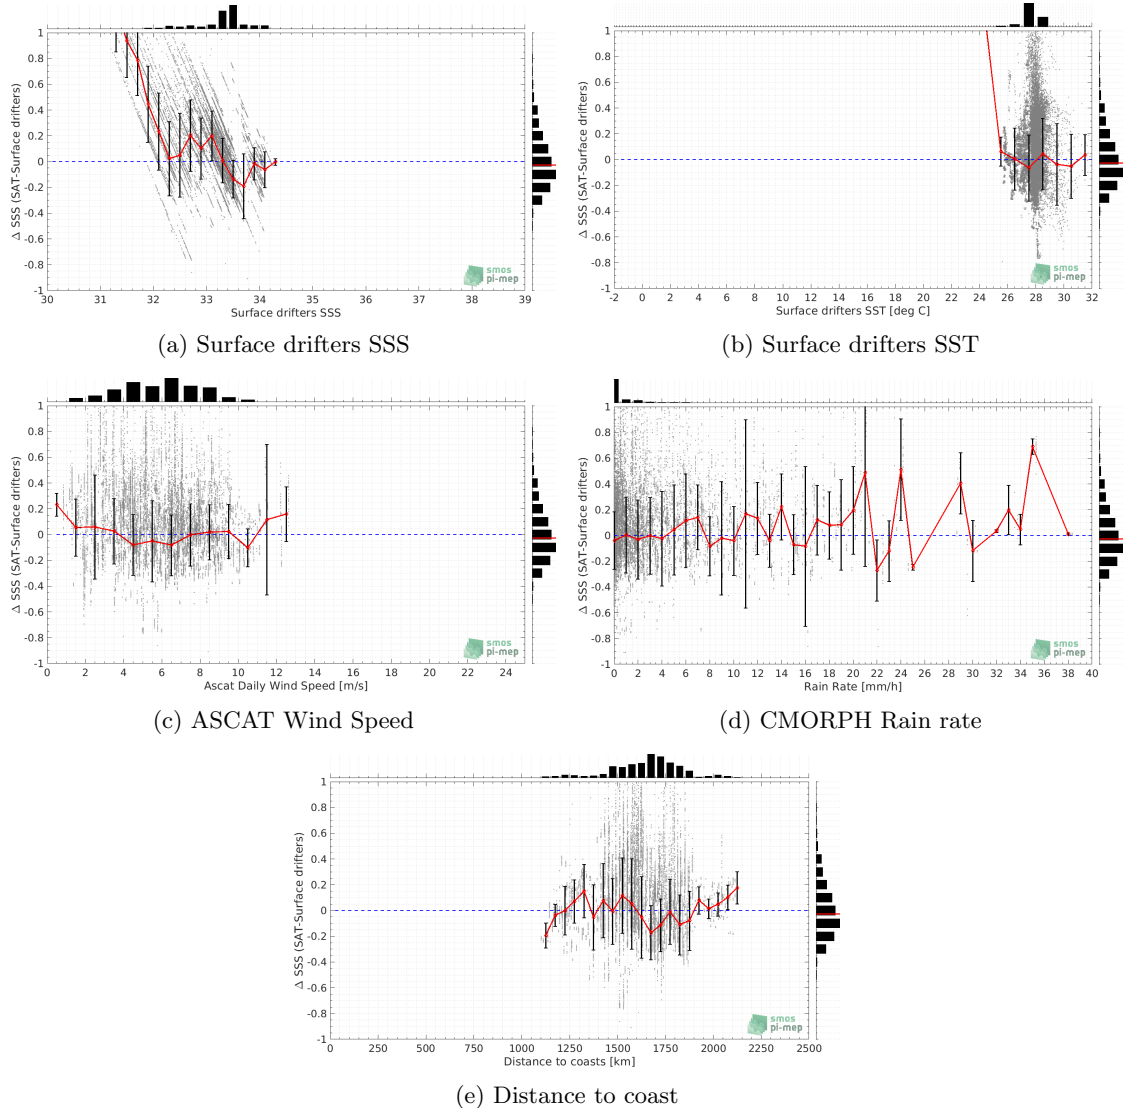 1
0.8
0.6
0.4
0.2
0
-0.2
-0.4
-0.6
-0.8
-1
Δ SSS (SAT-Surface drifters)
30 31 32 33 34 35 36 37 38 39
Surface drifters SSS
smos
pi-mep
(a) Surface drifters SSS
1
0.8
0.6
0.4
0.2
0
-0.2
-0.4
-0.6
-0.8
-1
Δ SSS (SAT-Surface drifters)
-2 0 2 4 6 8 10 12 14 16 18 20 22 24 26 28 30 32
Surface drifters SST [deg C]
smos
pi-mep
(b) Surface drifters SST
1
0.8
0.6
0.4
0.2
0
-0.2
-0.4
-0.6
-0.8
-1
Δ SSS (SAT-Surface drifters)
0 2 4 6 8 10 12 14 16 18 20 22 24
Ascat Daily Wind Speed [m/s]
smos
pi-mep
(c) ASCAT Wind Speed
1
0.8
0.6
0.4
0.2
0
-0.2
-0.4
-0.6
-0.8
-1
Δ SSS (SAT-Surface drifters)
0 2 4 6 8 10 12 14 16 18 20 22 24 26 28 30 32 34 36 38 40
Rain Rate [mm/h]
smos
pi-mep
(d) CMORPH Rain rate
1
0.8
0.6
0.4
0.2
0
-0.2
-0.4
-0.6
-0.8
-1
Δ SSS (SAT-Surface drifters)
0 250 500 750 1000 1250 1500 1750 2000 2250 2500
Distance to coasts [km]
smos
pi-mep
(e) Distance to coast